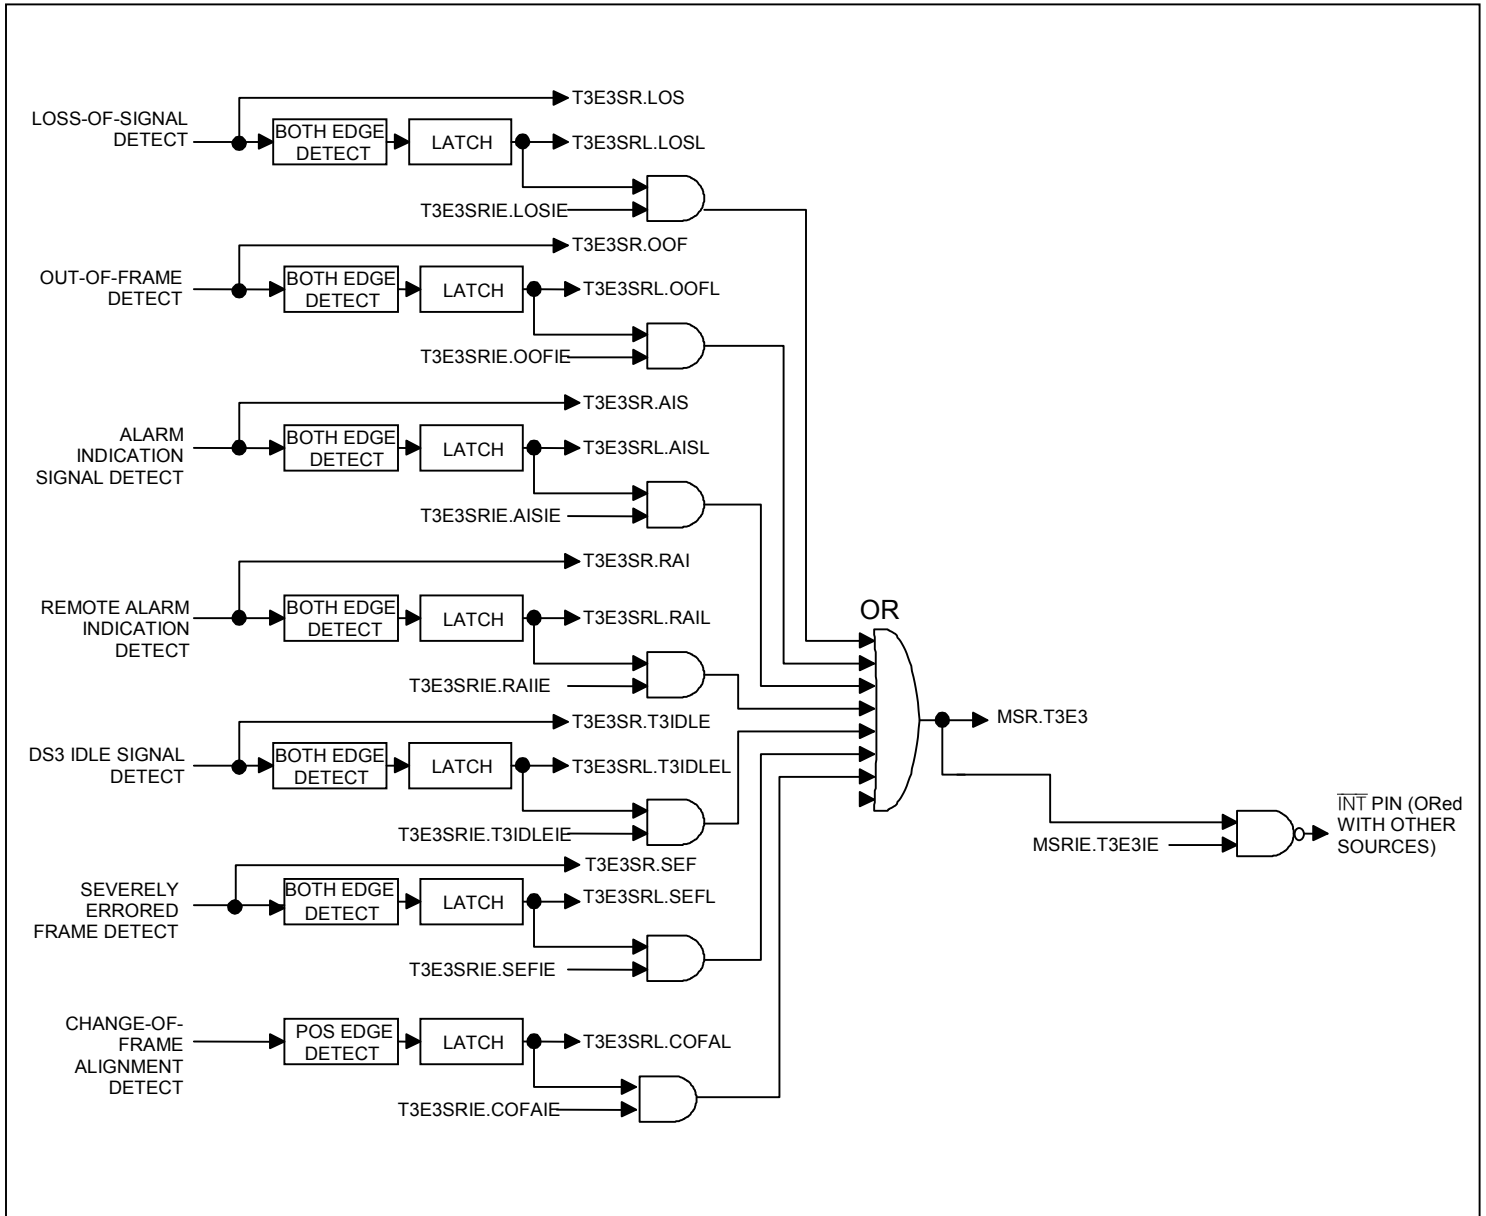 T3E3SR.LOS
LOSS-OF-SIGNAL
DETECT
BOTH EDGE
DETECT
LATCH
T3E3SRL.LOSL
T3E3SRIE.LOSIE
T3E3SR.OOF
OUT-OF-FRAME
DETECT
BOTH EDGE
DETECT
LATCH
T3E3SRL.OOFL
T3E3SRIE.OOFIE
T3E3SR.AIS
ALARM
INDICATION
SIGNAL DETECT
BOTH EDGE
DETECT
LATCH
T3E3SRL.AISL
T3E3SRIE.AISIE
T3E3SR.RAI
REMOTE ALARM
INDICATION
DETECT
BOTH EDGE
DETECT
LATCH
T3E3SRL.RAIL
T3E3SRIE.RAIIE
OR
T3E3SR.T3IDLE
DS3 IDLE SIGNAL
DETECT
BOTH EDGE
DETECT
LATCH
T3E3SRL.T3IDLEL
T3E3SRIE.T3IDLEIE
MSR.T3E3
MSRIE.T3E3IE
INT PIN (ORed
WITH OTHER
SOURCES)
T3E3SR.SEF
SEVERELY
ERRORED
FRAME DETECT
BOTH EDGE
DETECT
LATCH
T3E3SRL.SEFL
T3E3SRIE.SEFIE
CHANGE-OF-
FRAME
ALIGNMENT
DETECT
POS EDGE
DETECT
LATCH
T3E3SRL.COFAL
T3E3SRIE.COFAIE